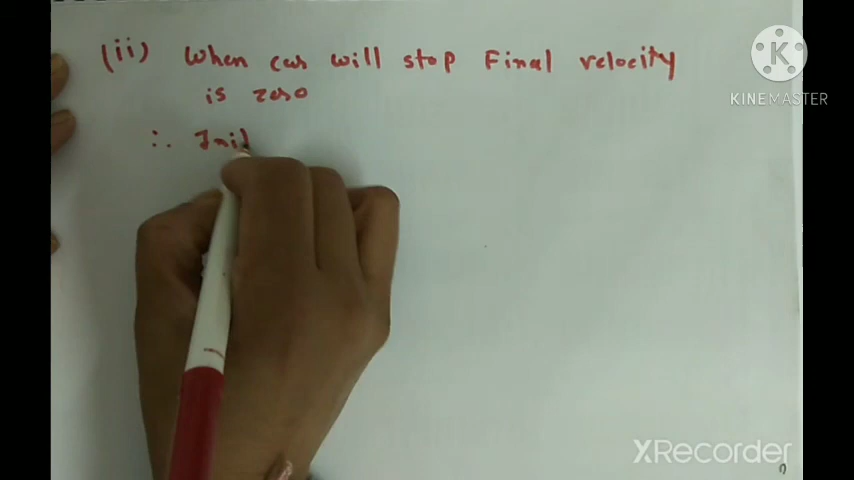 (ii) When car will stop Final velocity
is zero
∴ Init
K
KINEMASTER
XRecorder